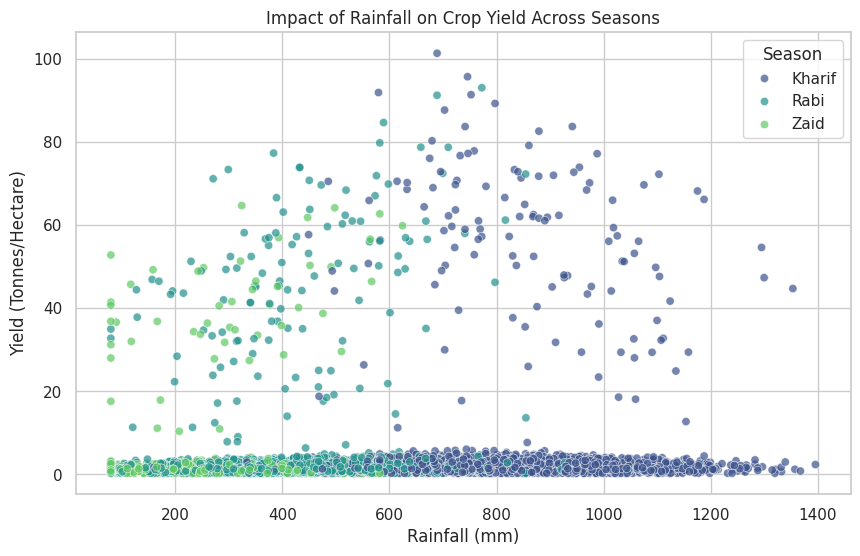 Impact of Rainfall on Crop Yield Across Seasons
Season
Kharif
Rabi
Zaid
Yield (Tonnes/Hectare)
100
80
60
40
20
0
200 400 600 800 1000 1200 1400
Rainfall (mm)